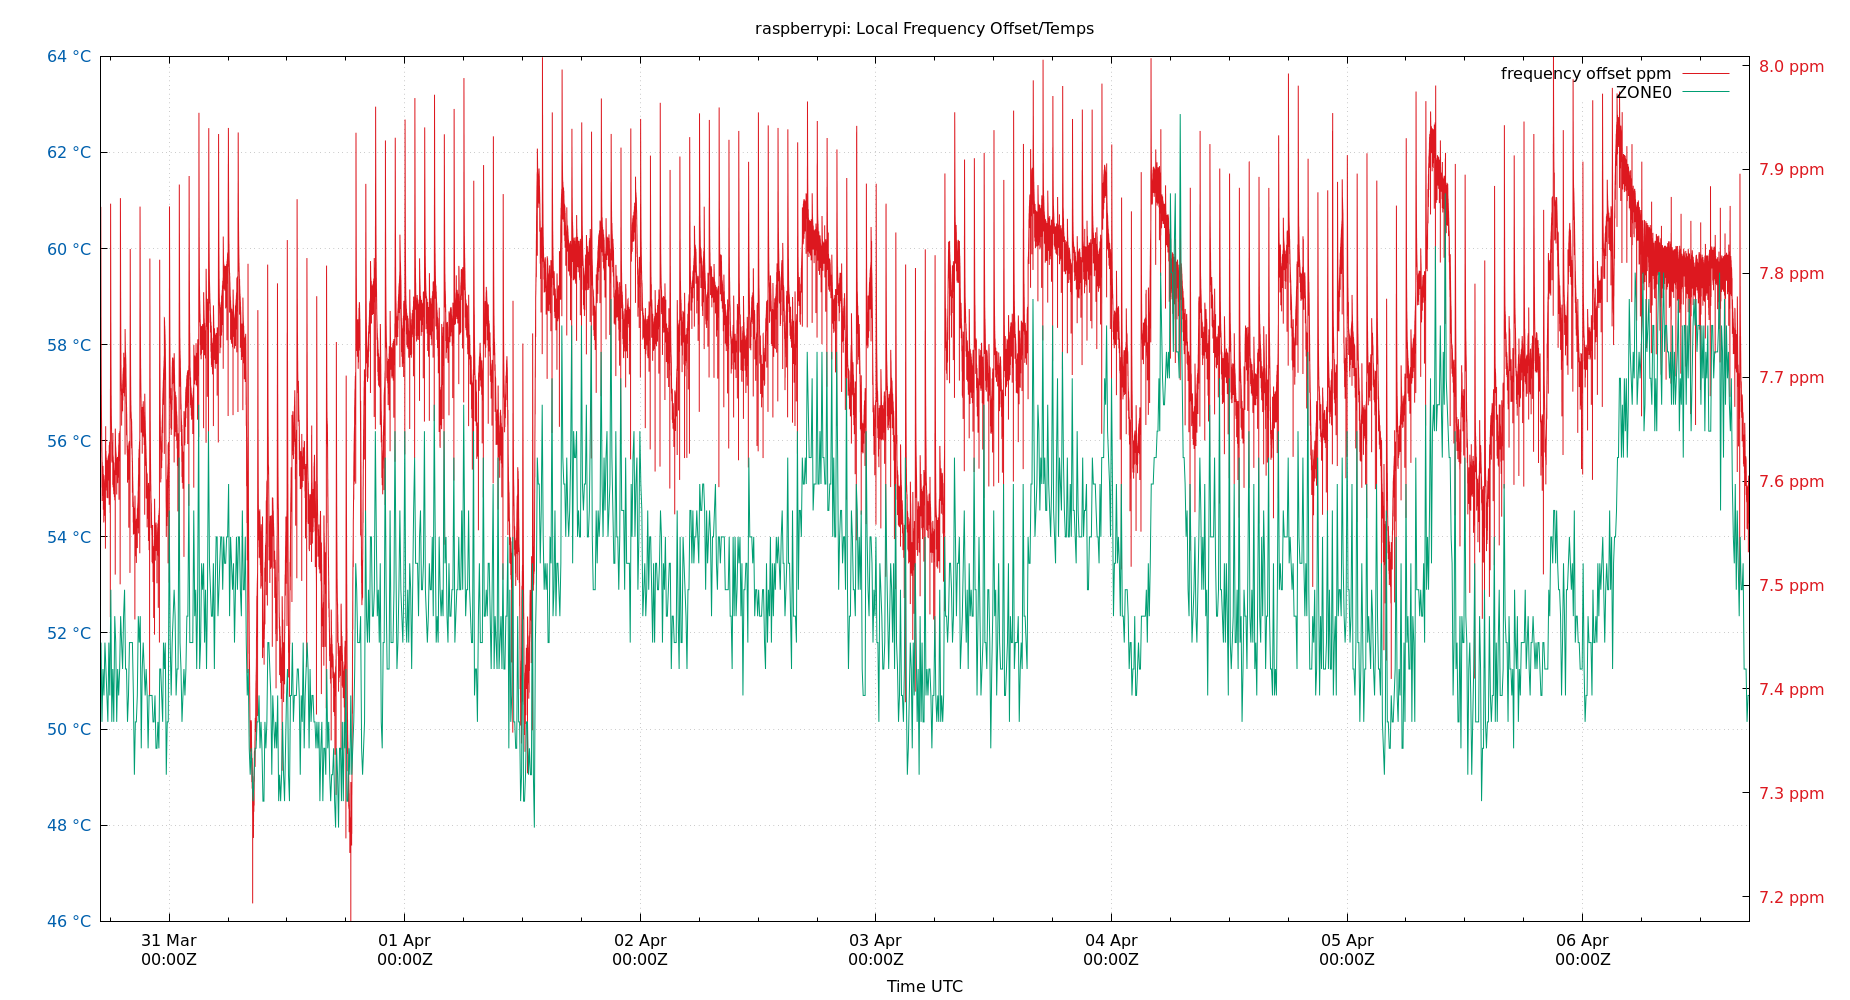 raspberrypi: Local Frequency Offset/Temps
64 °C
62 °C
60 °C
58 °C
56 °C
54 °C
52 °C
50 °C
48 °C
46 °C
8.0 ppm
7.9 ppm
7.8 ppm
7.7 ppm
7.6 ppm
7.5 ppm
7.4 ppm
7.3 ppm
7.2 ppm
frequency offset ppm
ZONE0
31 Mar
00:00Z
01 Apr
00:00Z
02 Apr
00:00Z
03 Apr
00:00Z
04 Apr
00:00Z
05 Apr
00:00Z
06 Apr
00:00Z
Time UTC